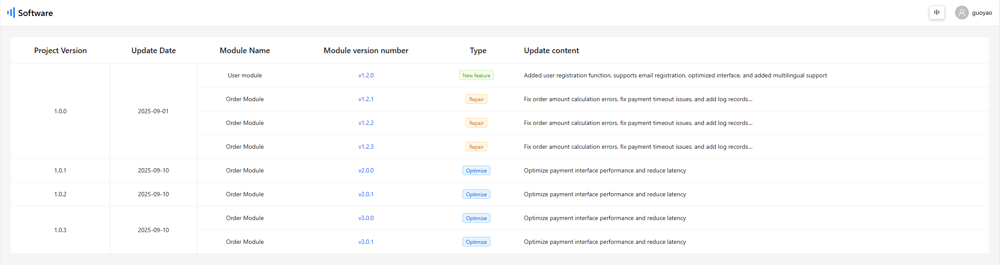 Software
中
guoyao
Project Version Update Date Module Name Module version number Type Update content
User module v1.2.0 New feature Added user registration function, supports email registration, optimized interface, and added multilingual support
Order Module v1.2.1 Repair Fix order amount calculation errors, fix payment timeout issues, and add log records...
1.0.0 2025-09-01
Order Module v1.2.2 Repair Fix order amount calculation errors, fix payment timeout issues, and add log records...
Order Module v1.2.3 Repair Fix order amount calculation errors, fix payment timeout issues, and add log records...
1.0.1 2025-09-10 Order Module v2.0.0 Optimize Optimize payment interface performance and reduce latency
1.0.2 2025-09-10 Order Module v2.0.1 Optimize Optimize payment interface performance and reduce latency
Order Module v3.0.0 Optimize Optimize payment interface performance and reduce latency
1.0.3 2025-09-10
Order Module v3.0.1 Optimize Optimize payment interface performance and reduce latency